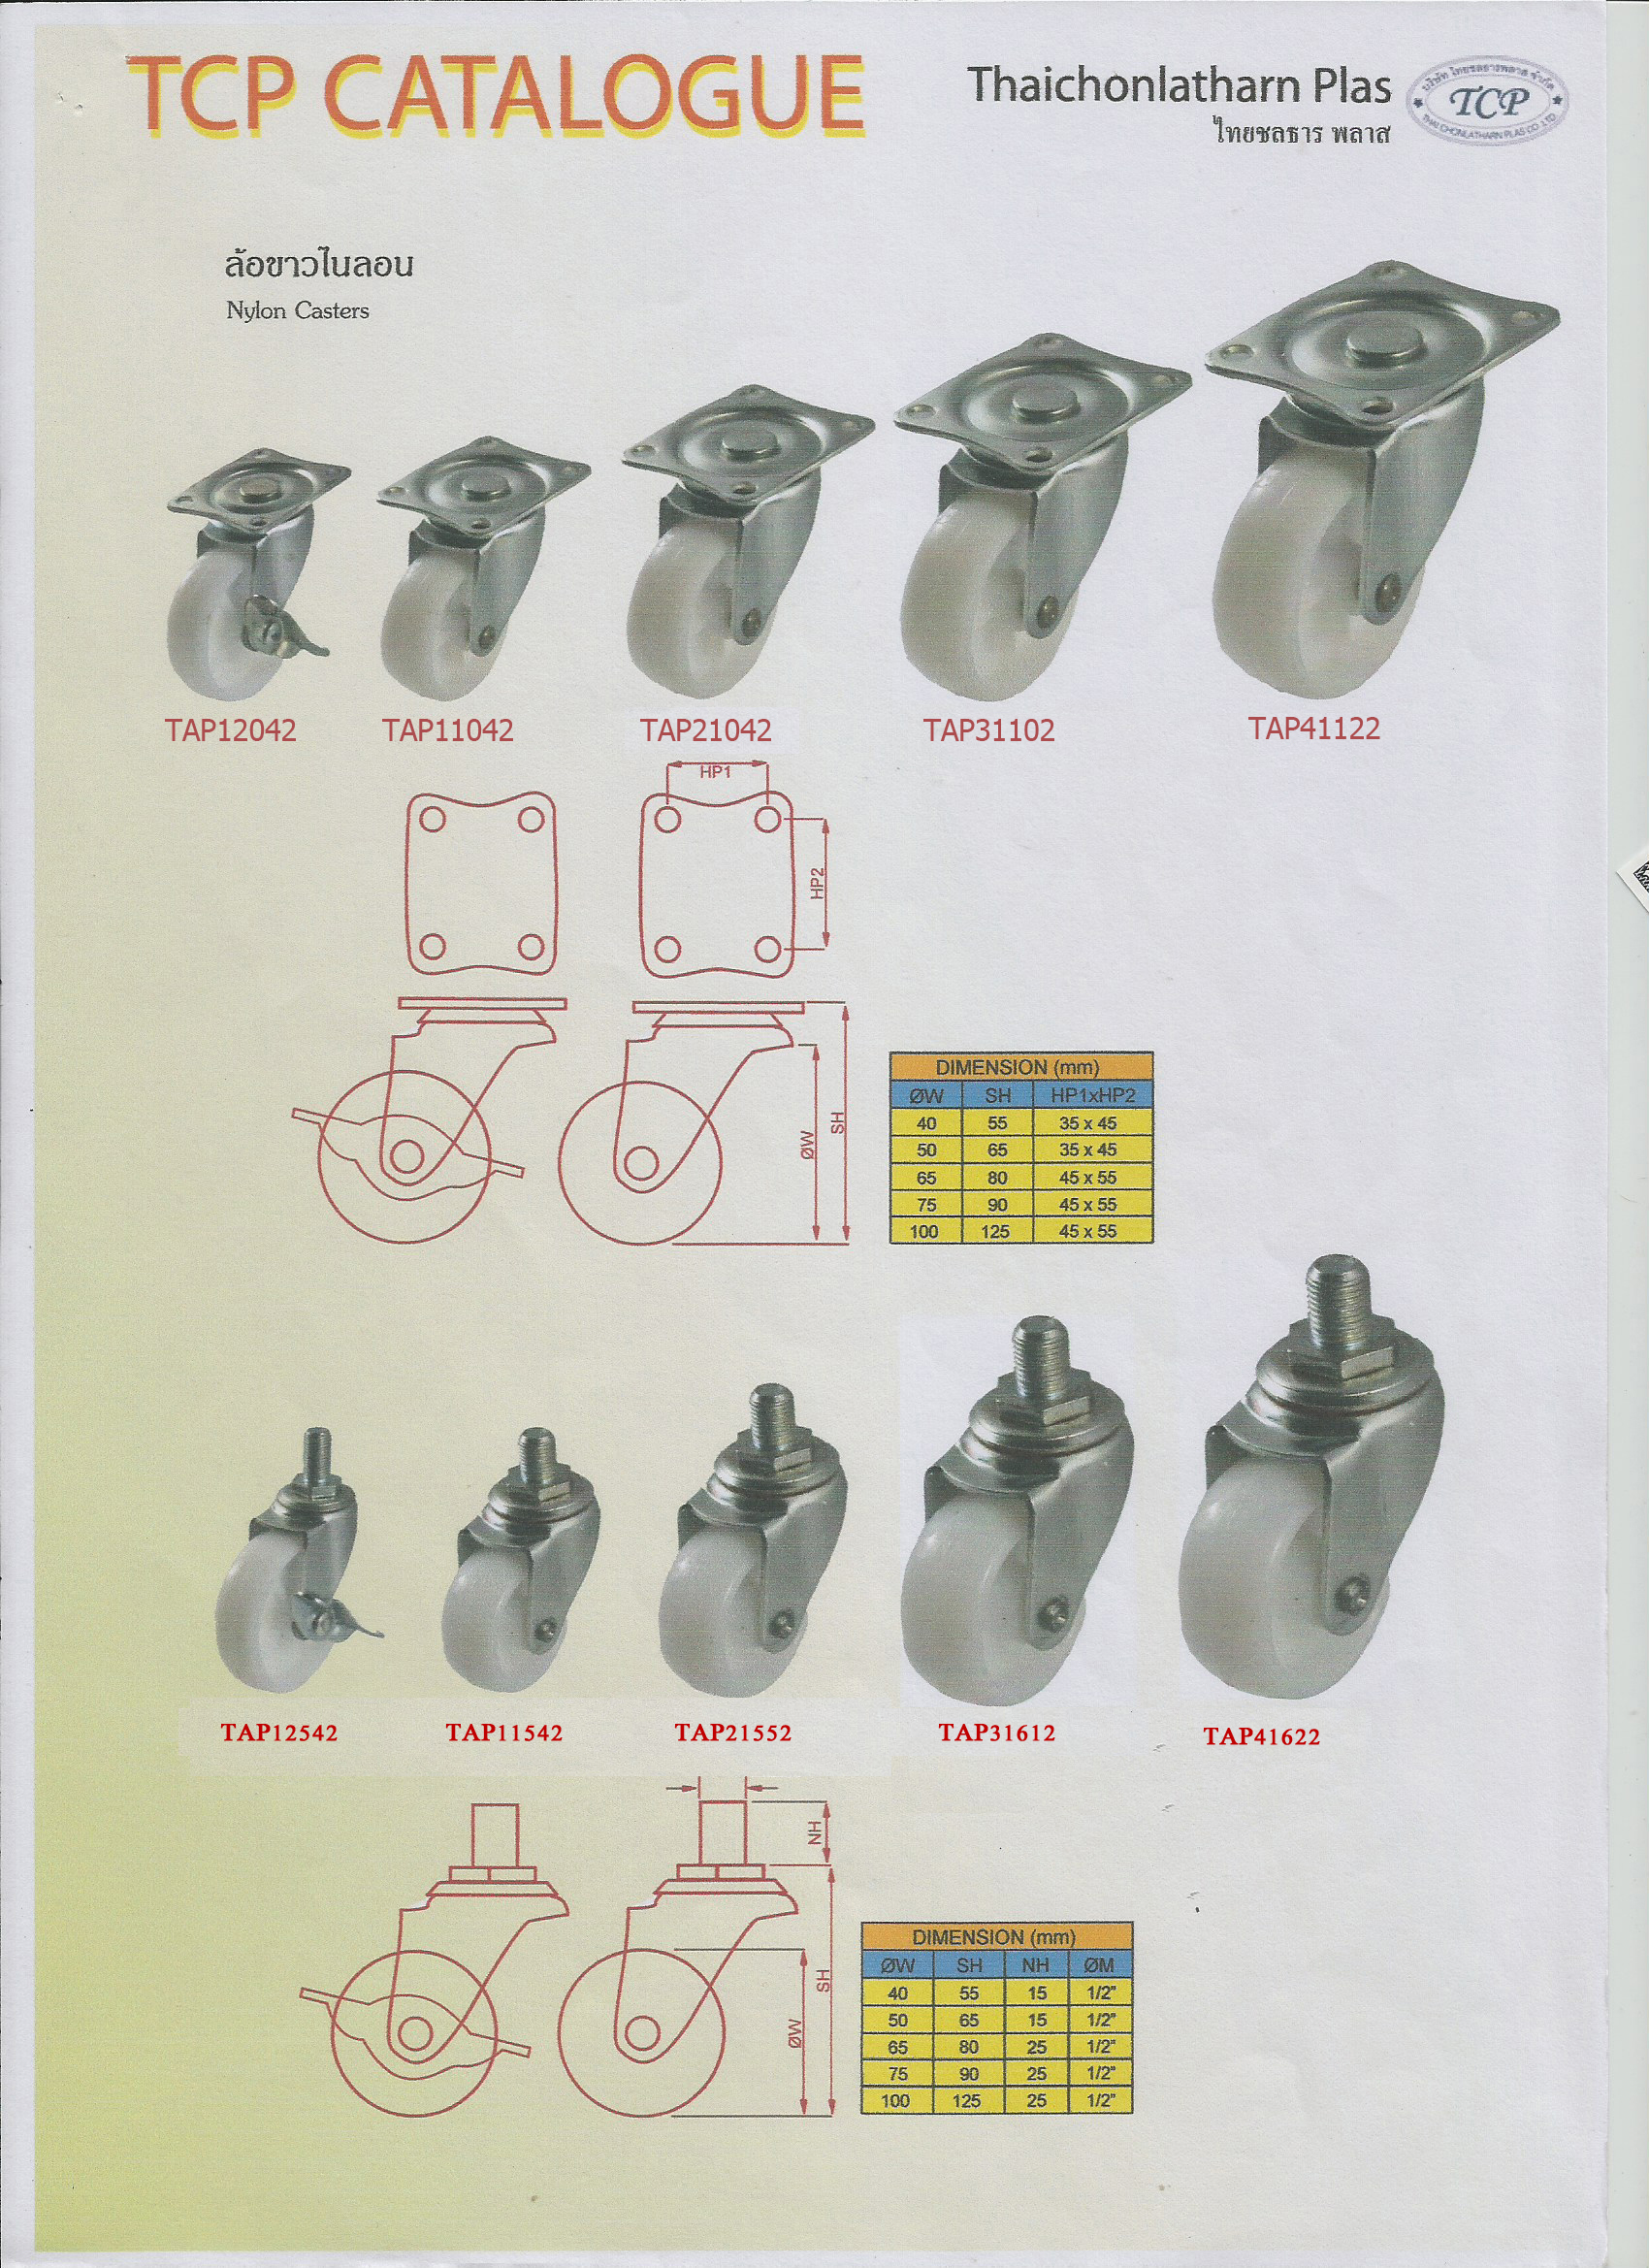 TCP CATALOGUE
Thaichonlatharn Plas
ไทยชลธาร พลาส
บริษัท ไทยชลธารพลาส จำกัด
TCP
THAI CHONLATHARN PLAS CO.,LTD
ล้อขาวไนลอน
Nylon Casters
TAP12042 TAP11042 TAP21042 TAP31102 TAP41122
HP1
HP2
ØW
SH
DIMENSION (mm)
ØW SH HP1xHP2
40 55 35 x 45
50 65 35 x 45
65 80 45 x 55
75 90 45 x 55
100 125 45 x 55
TAP12542 TAP11542 TAP21552 TAP31612 TAP41622
NH
SH
ØW
DIMENSION (mm)
ØW SH NH ØM
40 55 15 1/2"
50 65 15 1/2"
65 80 25 1/2"
75 90 25 1/2"
100 125 25 1/2"